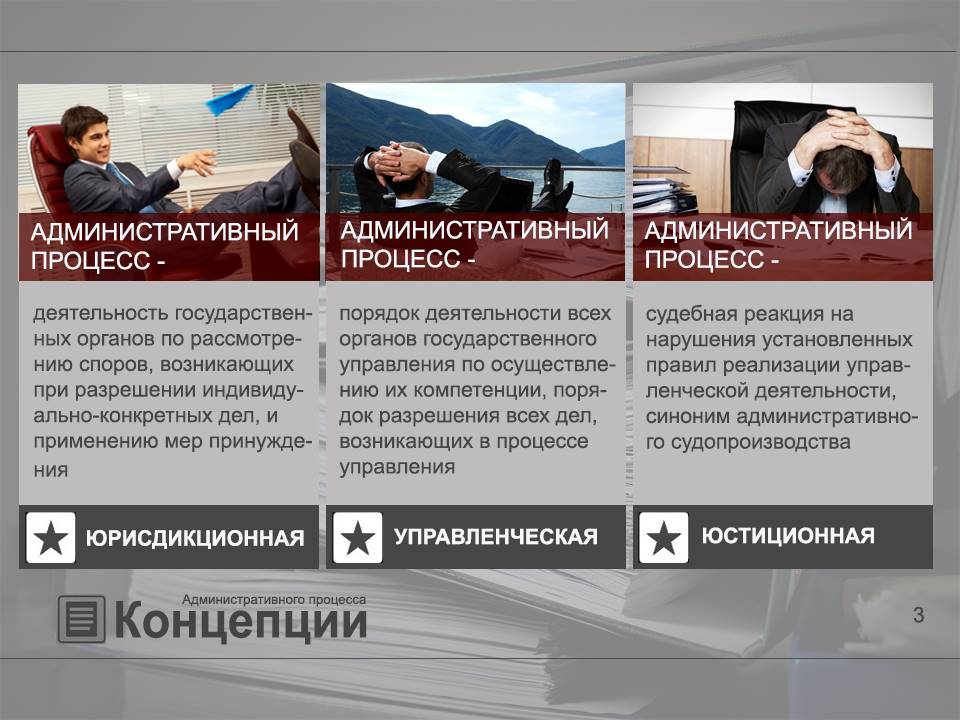 АДМИНИСТРАТИВНЫЙ
ПРОЦЕСС -
деятельность государствен-
ных органов по рассмотре-
нию споров, возникающих
при разрешении индивиду-
ально-конкретных дел, и
применению мер принужде-
ния
ЮРИСДИКЦИОННАЯ
АДМИНИСТРАТИВНЫЙ
ПРОЦЕСС -
порядок деятельности всех
органов государственного
управления по осуществле-
нию их компетенции, поря-
док разрешения всех дел,
возникающих в процессе
управления
УПРАВЛЕНЧЕСКАЯ
АДМИНИСТРАТИВНЫЙ
ПРОЦЕСС -
судебная реакция на
нарушения установленных
правил реализации управ-
ленческой деятельности,
синоним административно-
го судопроизводства
ЮСТИЦИОННАЯ
Административного процесса
Концепции
3